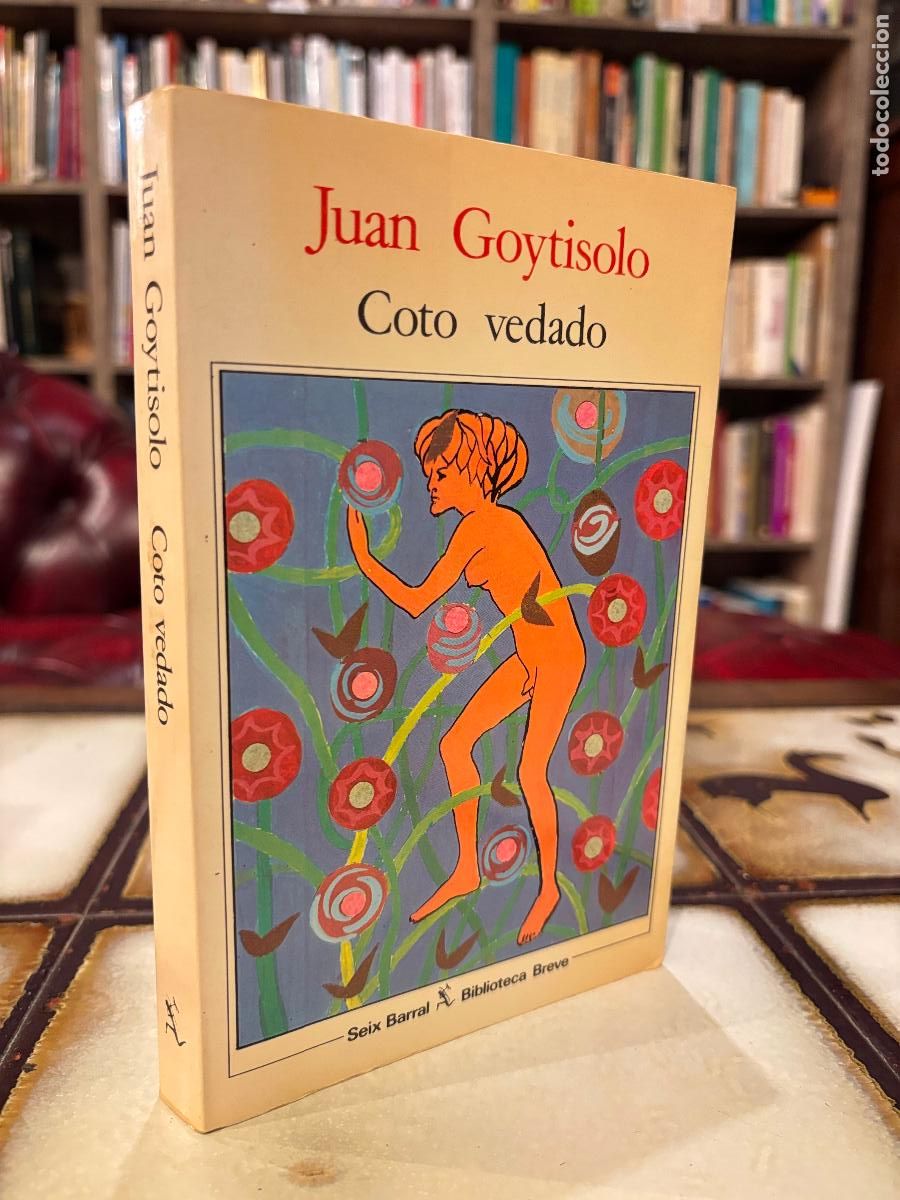 todocoleccion
Juan Goytisolo
Coto vedado
Seix Barral Biblioteca Breve
Juan Goytisolo Coto vedado